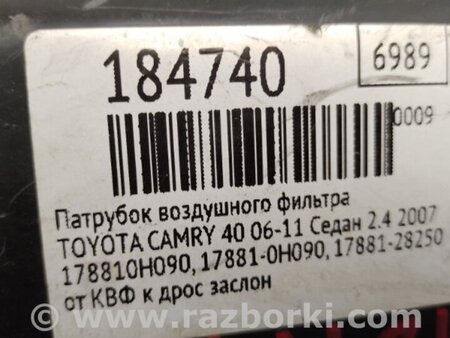 184740
6989
0009
Патрубок воздушного фильтра
TOYOTA CAMRY 40 06-11 Седан 2.4 2007
178810H090, 17881-0H090, 17881-28250
от КВФ к дрос заслон
www.razborki.com